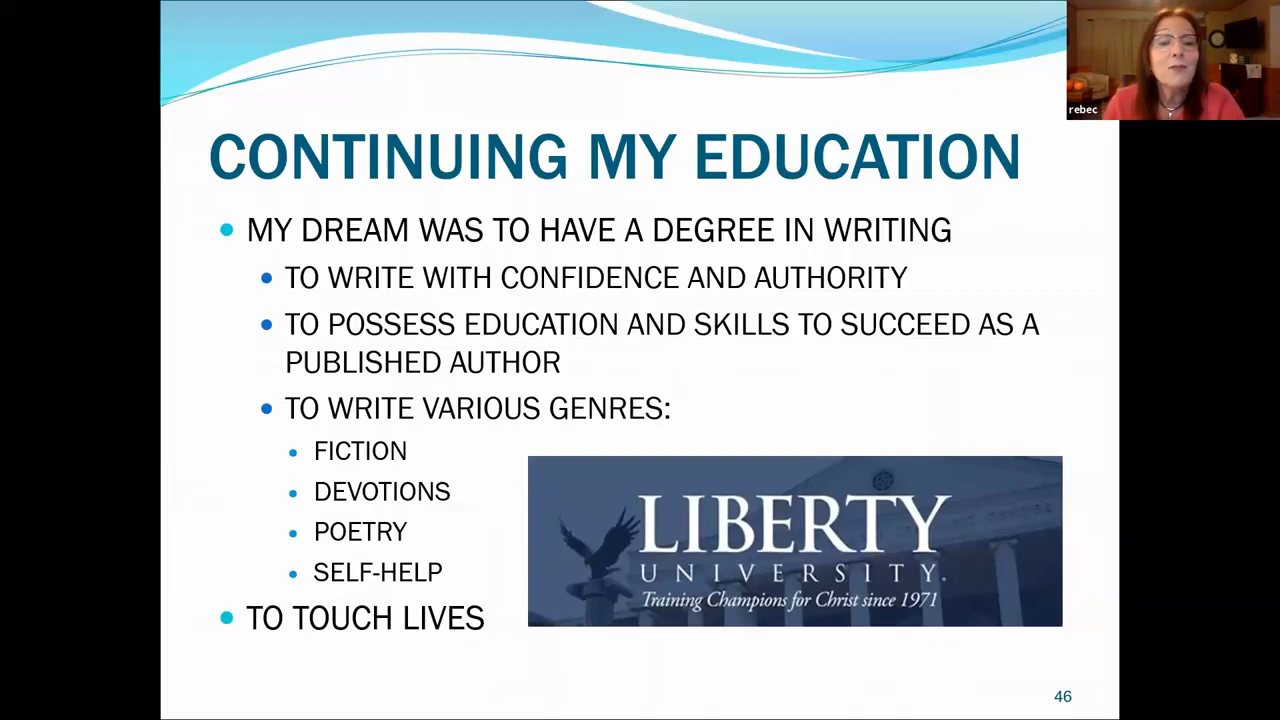 rebec
CONTINUING MY EDUCATION
MY DREAM WAS TO HAVE A DEGREE IN WRITING
TO WRITE WITH CONFIDENCE AND AUTHORITY
TO POSSESS EDUCATION AND SKILLS TO SUCCEED AS A
PUBLISHED AUTHOR
TO WRITE VARIOUS GENRES:
FICTION
DEVOTIONS
POETRY
SELF-HELP
LIBERTY
UNIVERSITY.
Training Champions for Christ since 1971
TO TOUCH LIVES
46